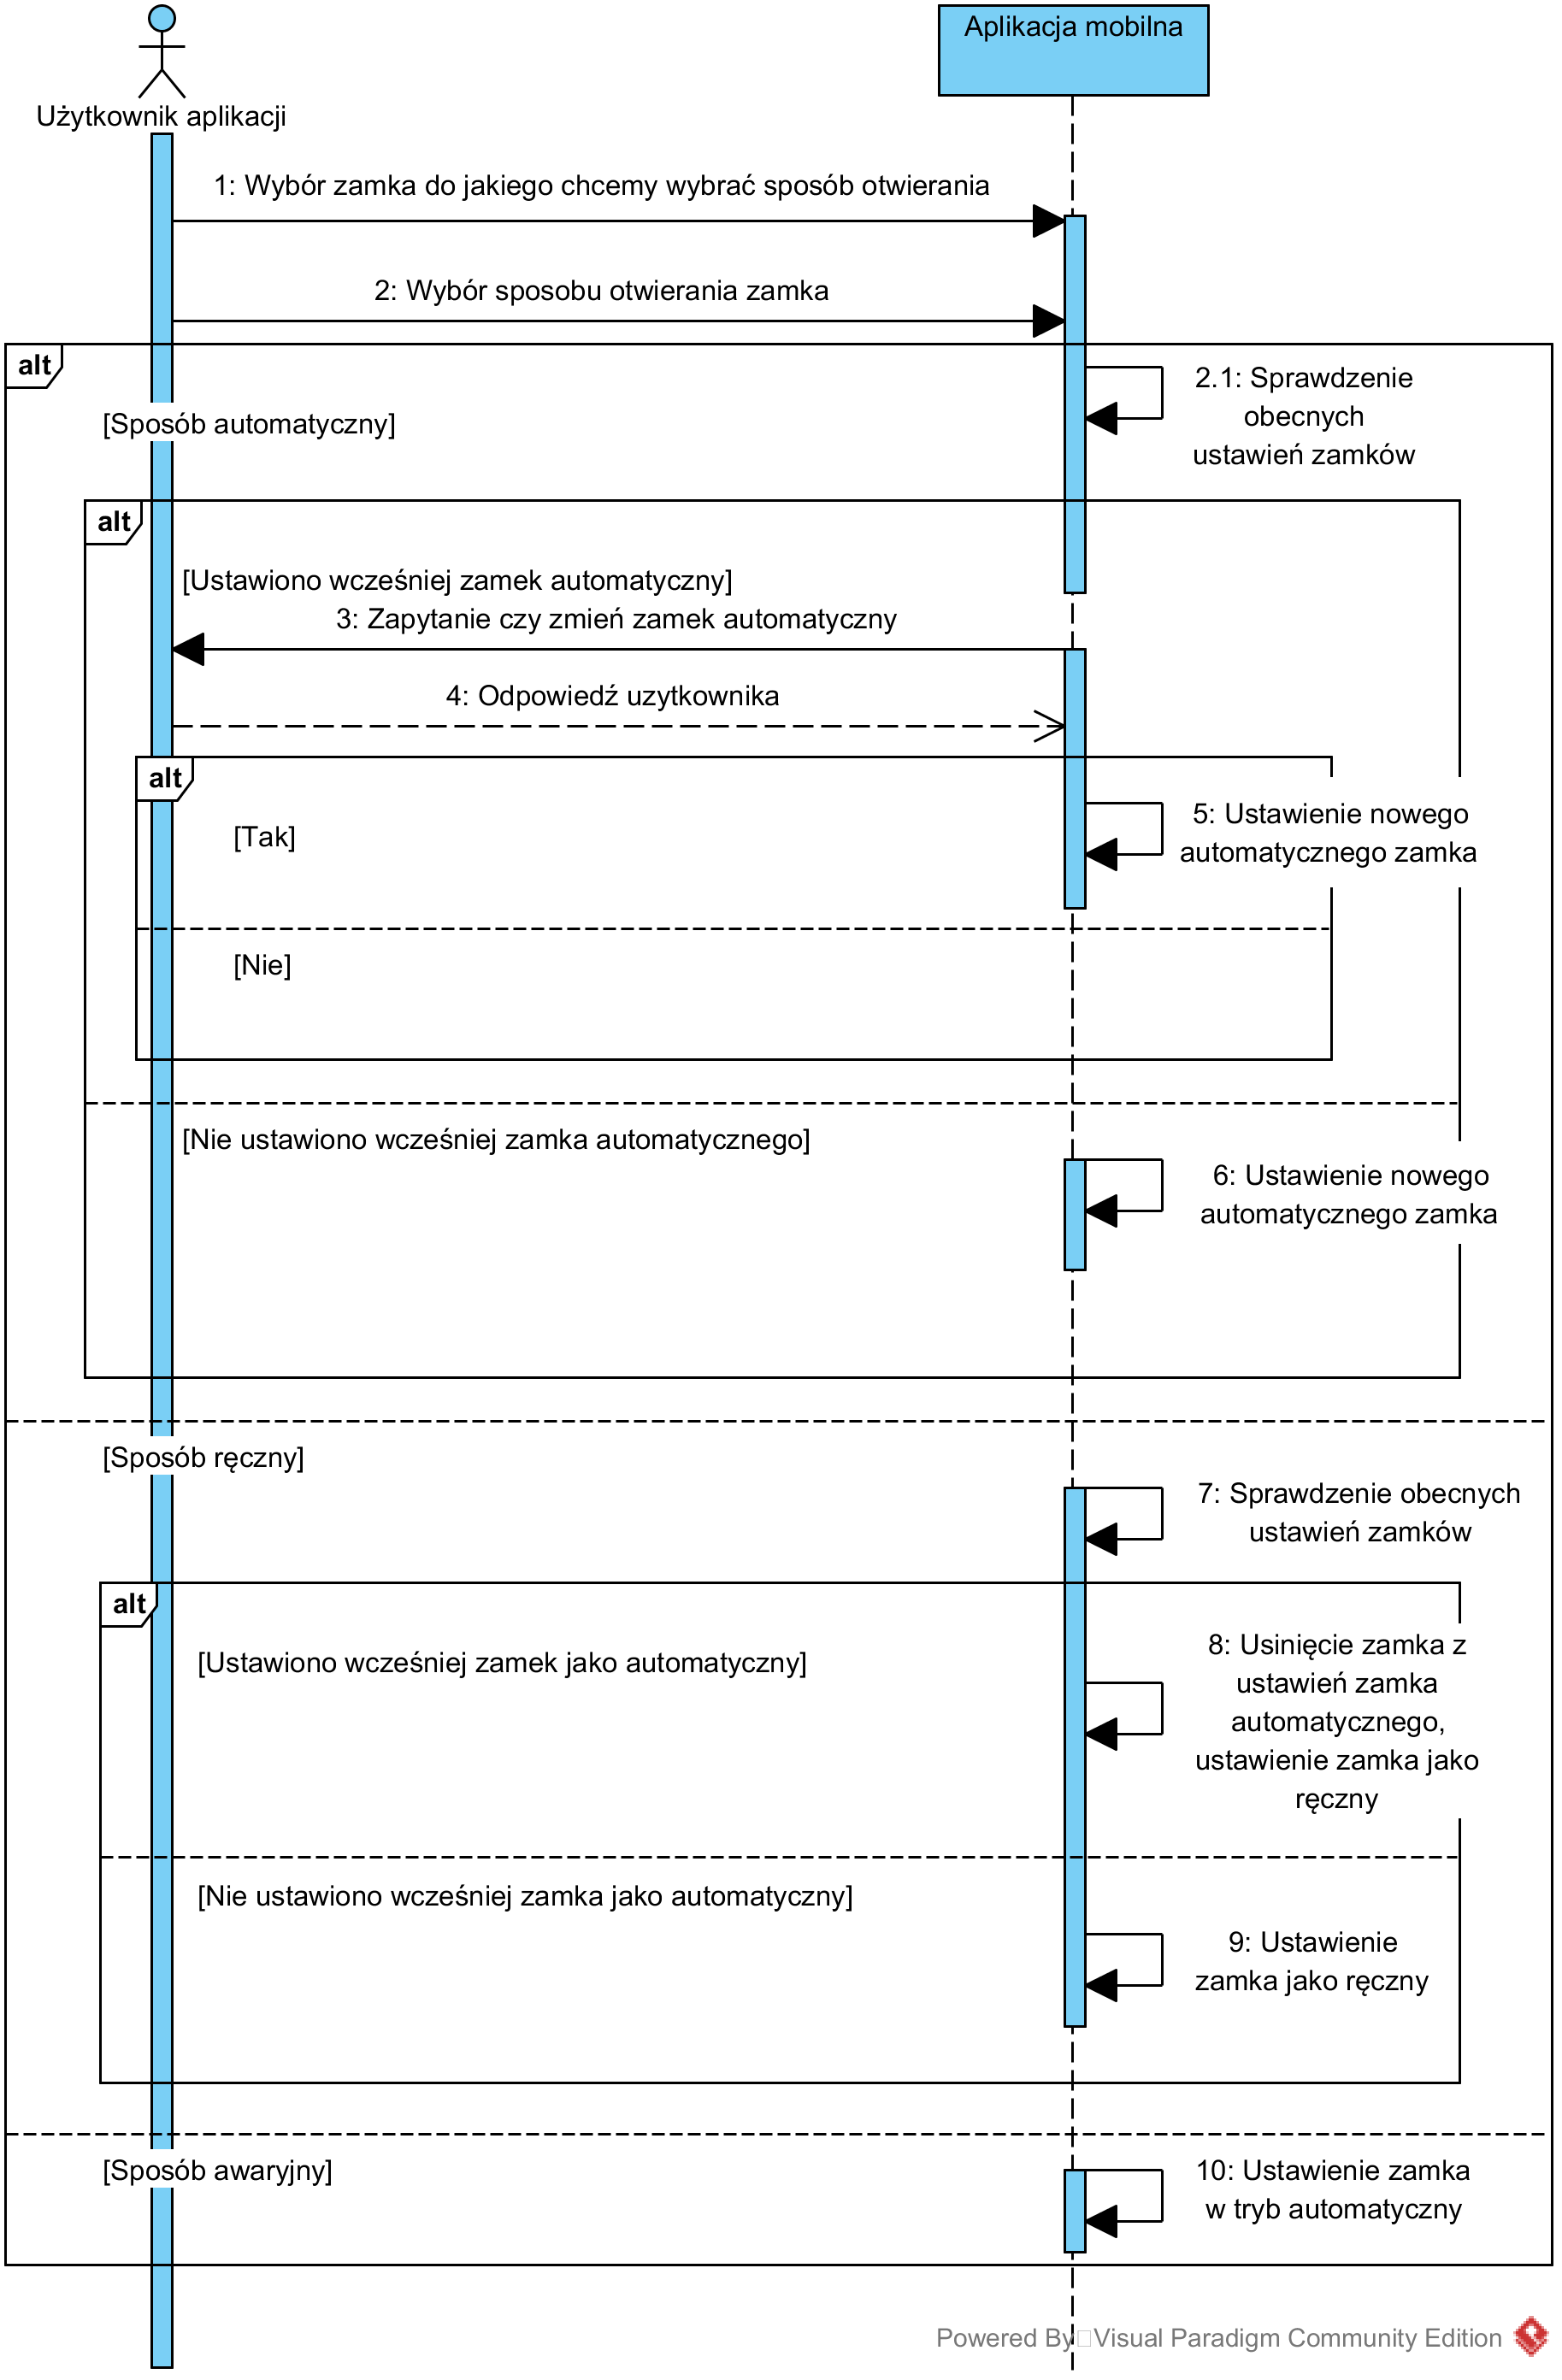 Użytkownik aplikacji
Aplikacja mobilna
1: Wybór zamka do jakiego chcemy wybrać sposób otwierania
2: Wybór sposobu otwierania zamka
alt
[Sposób automatyczny]
2.1: Sprawdzenie
obecnych
ustawień zamków
alt
[Ustawiono wcześniej zamek automatyczny]
3: Zapytanie czy zmień zamek automatyczny
4: Odpowiedź uzytkownika
alt
[Tak]
5: Ustawienie nowego
automatycznego zamka
[Nie]
[Nie ustawiono wcześniej zamka automatycznego]
6: Ustawienie nowego
automatycznego zamka
[Sposób ręczny]
7: Sprawdzenie obecnych
ustawień zamków
alt
[Ustawiono wcześniej zamek jako automatyczny]
8: Usinięcie zamka z
ustawień zamka
automatycznego,
ustawienie zamka jako
ręczny
[Nie ustawiono wcześniej zamka jako automatyczny]
9: Ustawienie
zamka jako ręczny
[Sposób awaryjny]
10: Ustawienie zamka
w tryb automatyczny
Powered By Visual Paradigm Community Edition